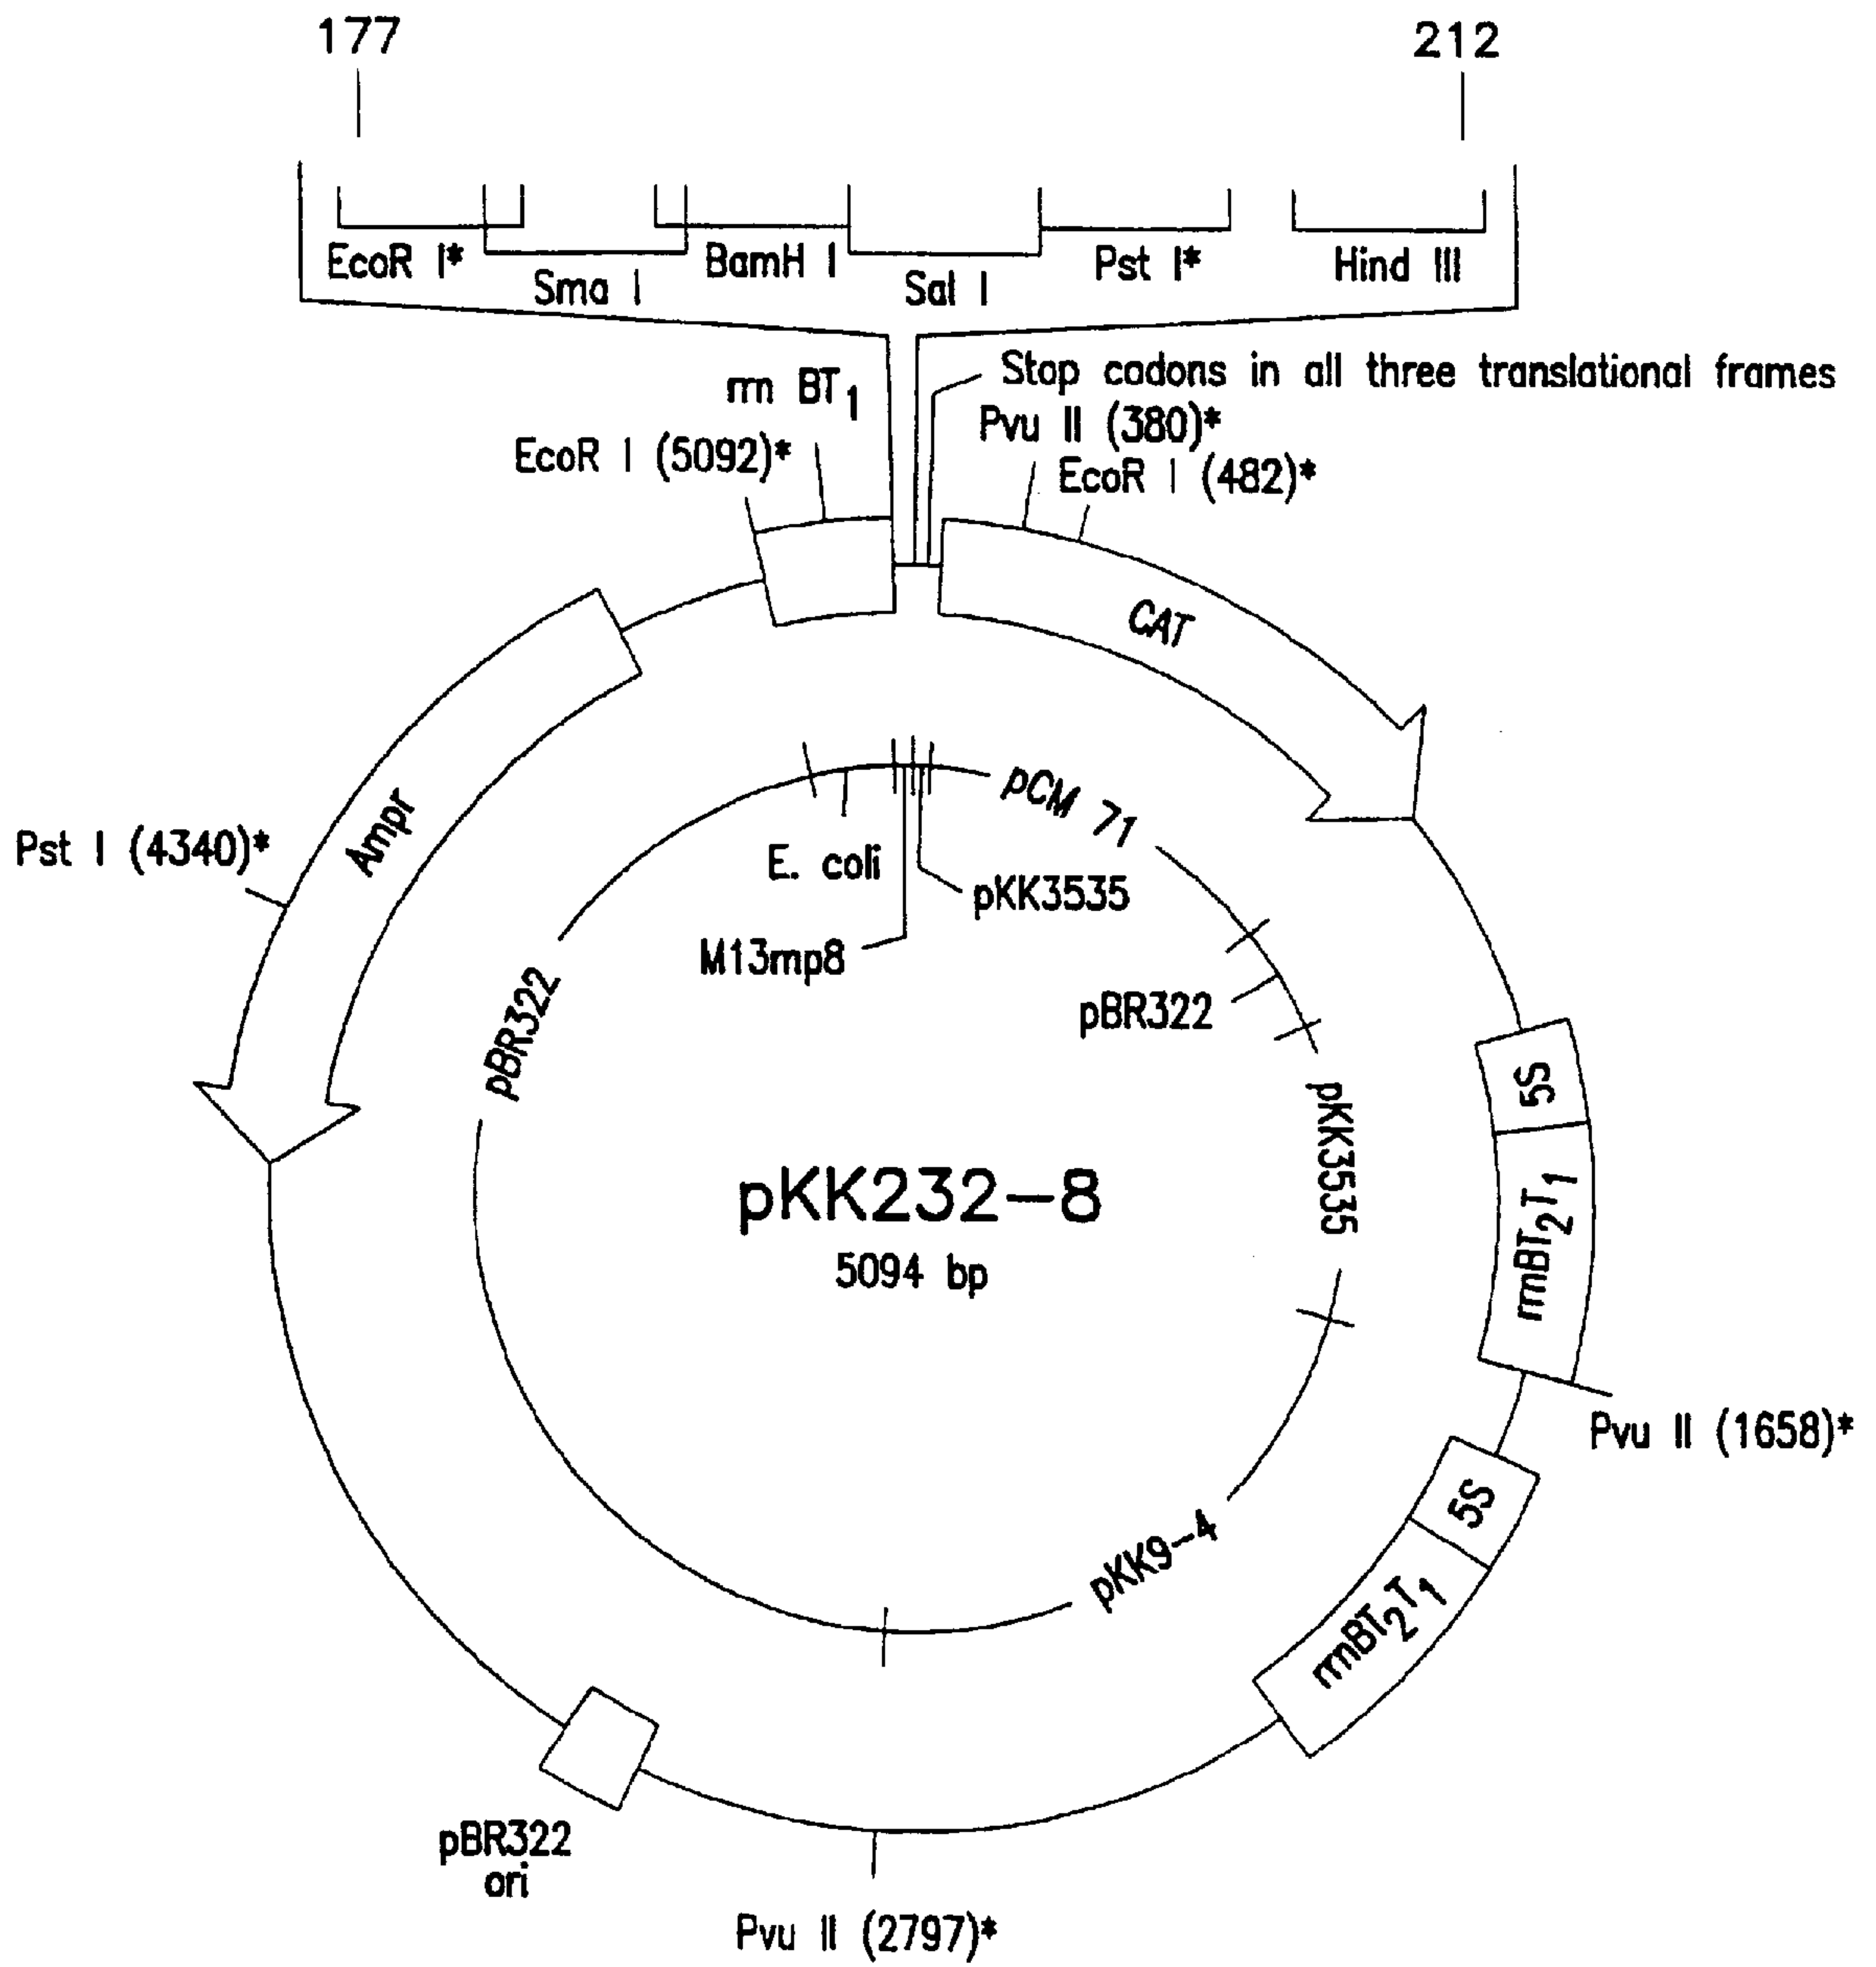 177
212
EcoR I*
Sma I
BamH I
Sal I
Pst I*
Hind III
Stop codons in all three translational frames
rrn BT1
Pvu II (380)*
EcoR I (5092)*
EcoR I (482)*
CAT
Ampr
Pst I (4340)*
pCM 71
E. coli
pKK3535
M13mp8
pBR322
pBR322
5S
pKK3535
rrnBT2T1
pKK232-8
5094 bp
Pvu II (1658)*
5S
pKK9-4
rrnBT2T1
pBR322
ori
Pvu II (2797)*